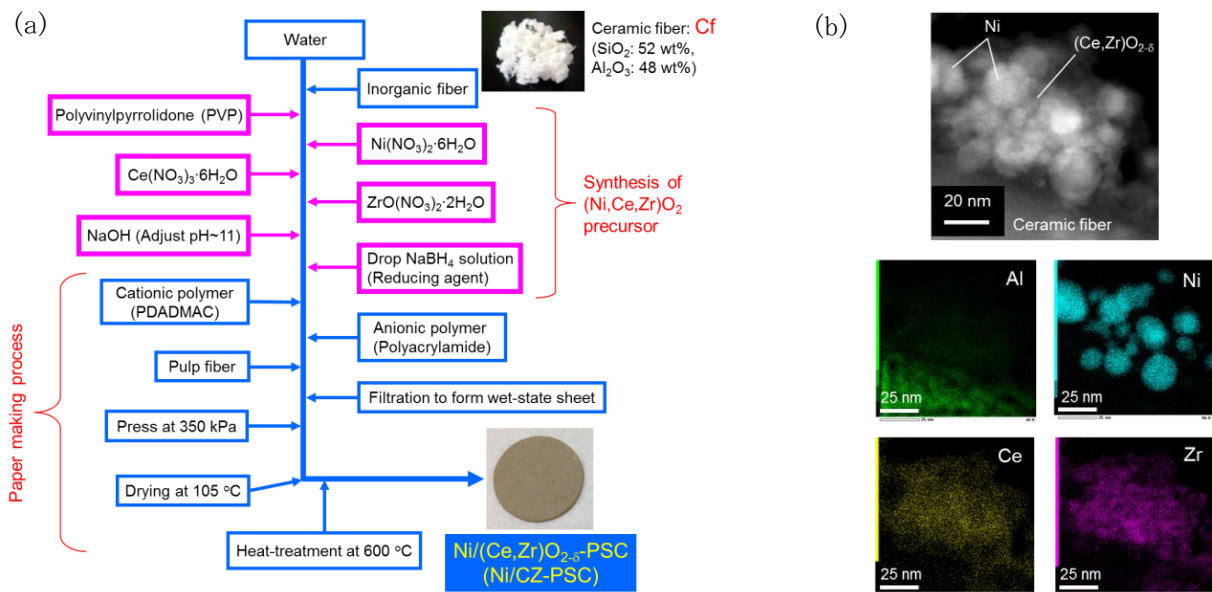 (a)
Water
Ceramic fiber: Cf
(SiO₂: 52 wt%,
Al₂O₃: 48 wt%)
Inorganic fiber
Polyvinylpyrrolidone (PVP)
Ni(NO₃)₂·6H₂O
Ce(NO₃)₃·6H₂O
ZrO(NO₃)₂·2H₂O
Synthesis of
(Ni,Ce,Zr)O₂
precursor
NaOH (Adjust pH~11)
Drop NaBH₄ solution
(Reducing agent)
Cationic polymer
(PDADMAC)
Anionic polymer
(Polyacrylamide)
Pulp fiber
Filtration to form wet-state sheet
Press at 350 kPa
Drying at 105 °C
Heat-treatment at 600 °C
Paper making process
Ni/(Ce,Zr)O₂₋δ-PSC
(Ni/CZ-PSC)
(b)
Ni
(Ce,Zr)O₂₋δ
20 nm
Ceramic fiber
Al
25 nm
Ni
25 nm
Ce
25 nm
Zr
25 nm